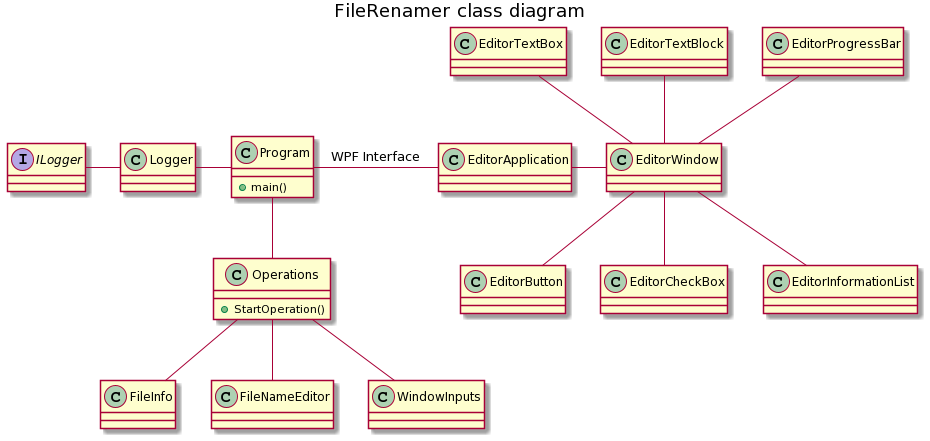 FileRenamer class diagram
C EditorTextBox
C EditorTextBlock
C EditorProgressBar
I ILogger
C Logger
C Program
main()
WPF Interface
C EditorApplication
C EditorWindow
C Operations
StartOperation()
C EditorButton
C EditorCheckBox
C EditorInformationList
C FileInfo
C FileNameEditor
C WindowInputs